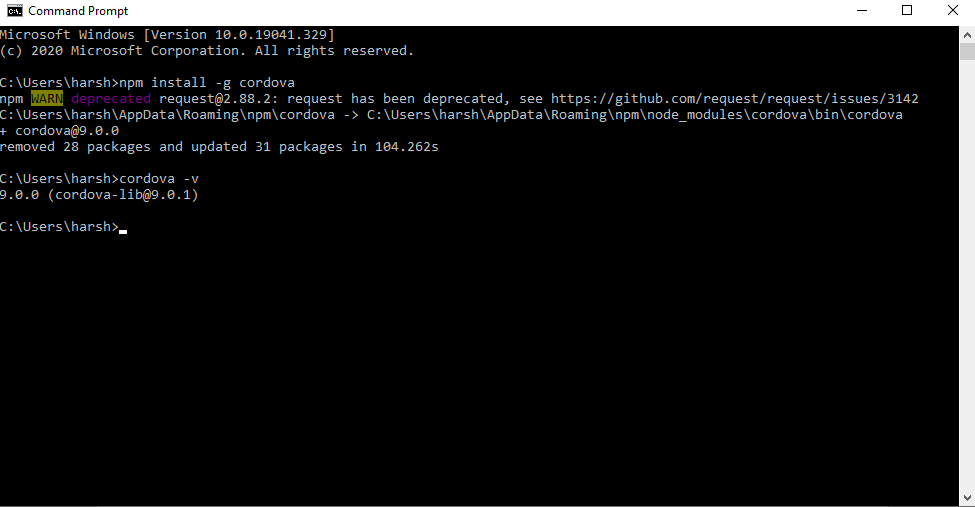 Command Prompt
Microsoft Windows [Version 10.0.19041.329]
(c) 2020 Microsoft Corporation. All rights reserved.
C:\Users\harsh>npm install -g cordova
npm WARN deprecated request@2.88.2: request has been deprecated, see https://github.com/request/request/issues/3142
C:\Users\harsh\AppData\Roaming\npm\cordova -> C:\Users\harsh\AppData\Roaming\npm\node_modules\cordova\bin\cordova
+ cordova@9.0.0
removed 28 packages and updated 31 packages in 104.262s
C:\Users\harsh>cordova -v
9.0.0 (cordova-lib@9.0.1)
C:\Users\harsh>